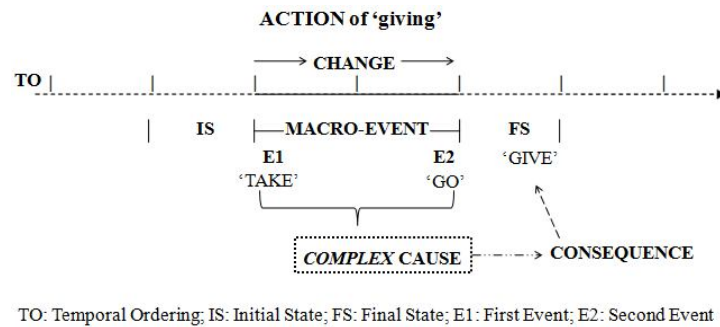 ACTION of ‘giving’
CHANGE
TO
IS
MACRO-EVENT
FS
E1
E2
‘GIVE’
‘TAKE’
‘GO’
COMPLEX CAUSE
CONSEQUENCE
TO: Temporal Ordering; IS: Initial State; FS: Final State; E1: First Event; E2: Second Event